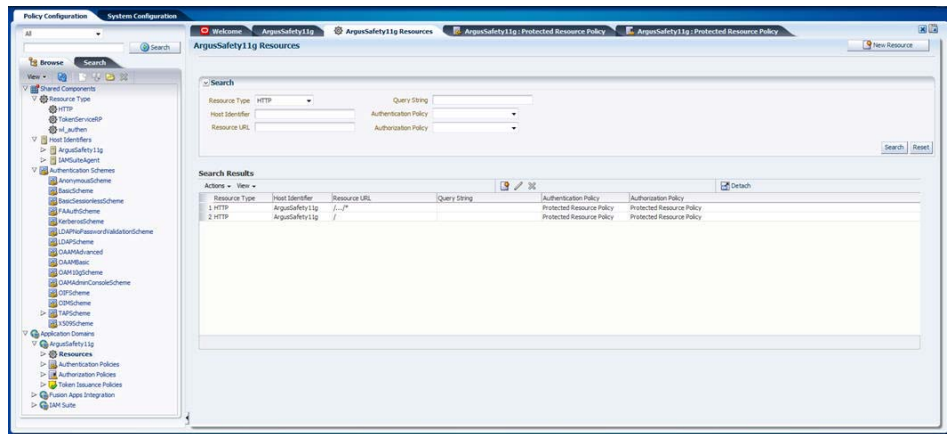 Policy Configuration System Configuration
All
Search
Browse Search
View
Shared Components
Resource Type
HTTP
TokenServiceRP
wl_authen
Host Identifiers
ArgusSafety11g
IAMSuiteAgent
Authentication Schemes
AnonymousScheme
BasicScheme
BasicSessionlessScheme
FAAuthScheme
KerberosScheme
LDAPNoPasswordValidationScheme
LDAPScheme
OAAMAdvanced
OAAMBasic
OAM10gScheme
OAMAdminConsoleScheme
OIFScheme
OIMScheme
TAPScheme
X509Scheme
Application Domains
ArgusSafety11g
Resources
Authentication Policies
Authorization Policies
Token Issuance Policies
Fusion Apps Integration
IAM Suite
Welcome ArgusSafety11g ArgusSafety11g Resources ArgusSafety11g : Protected Resource Policy ArgusSafety11g : Protected Resource Policy
ArgusSafety11g Resources New Resource
Search
Resource Type HTTP Query String
Host Identifier Authentication Policy
Resource URL Authorization Policy
Search Reset
Search Results
Actions View Detach
Resource Type Host Identifier Resource URL Query String Authentication Policy Authorization Policy
1 HTTP ArgusSafety11g /.../* Protected Resource Policy Protected Resource Policy
2 HTTP ArgusSafety11g / Protected Resource Policy Protected Resource Policy